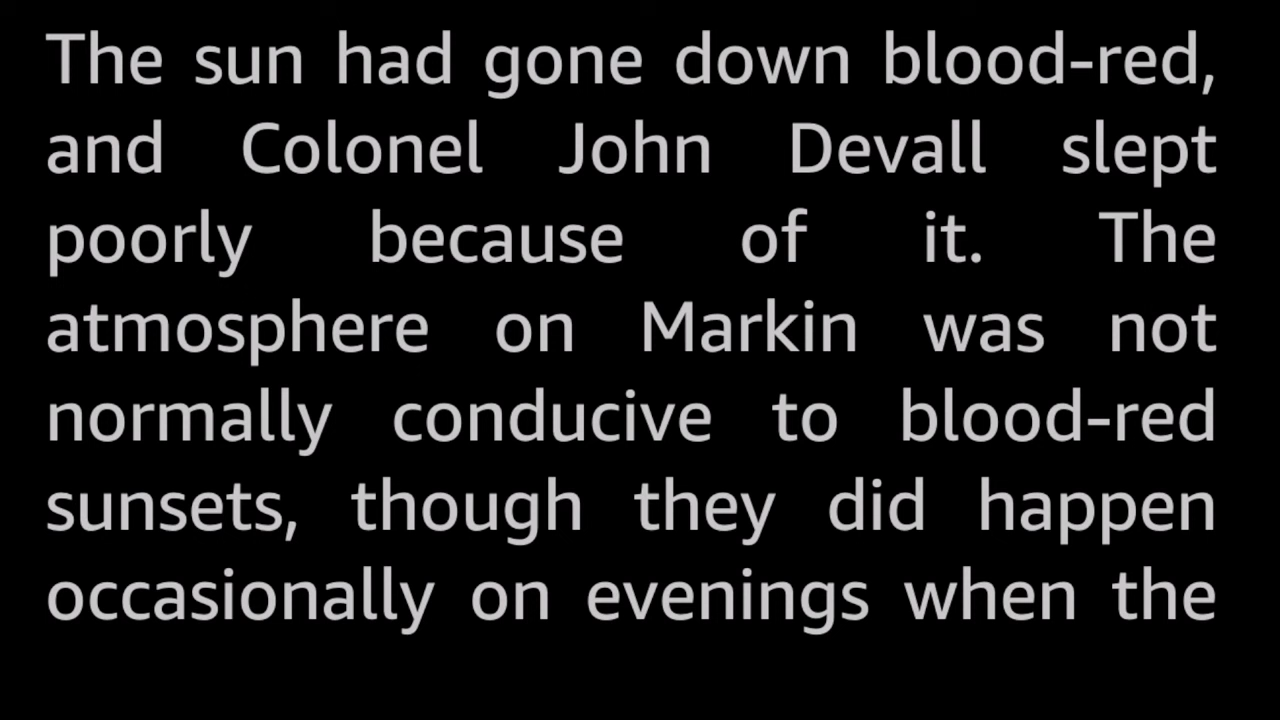 The sun had gone down blood-red,
and Colonel John Devall slept
poorly because of it. The
atmosphere on Markin was not
normally conducive to blood-red
sunsets, though they did happen
occasionally on evenings when the